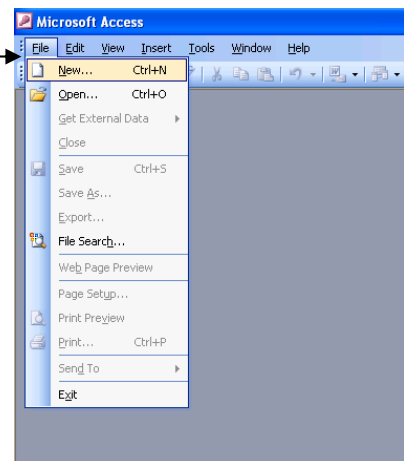 Microsoft Access
File Edit View Insert Tools Window Help
New... Ctrl+N
Open... Ctrl+O
Get External Data
Close
Save Ctrl+S
Save As...
Export...
File Search...
Web Page Preview
Page Setup...
Print Preview
Print... Ctrl+P
Send To
Exit